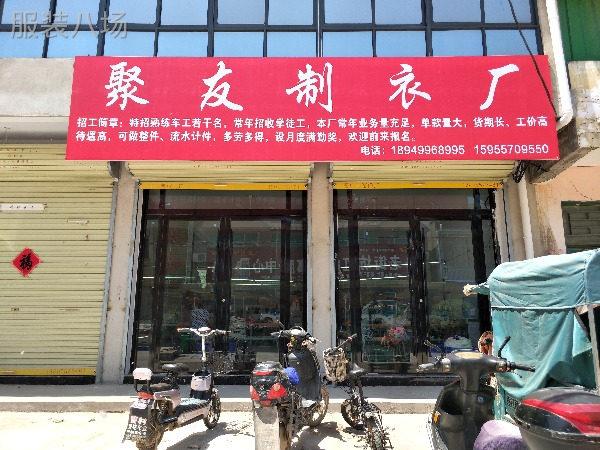 服装八场
聚友制衣厂
招工简章：特招熟练车工若干名，常年招收学徒工，本厂常年业务量充足，单款量大，货期长、工价高
待遇高，可做整件、流水计件，多劳多得，设月度满勤奖，欢迎前来报名。
电话：18949968995 15955709550
福